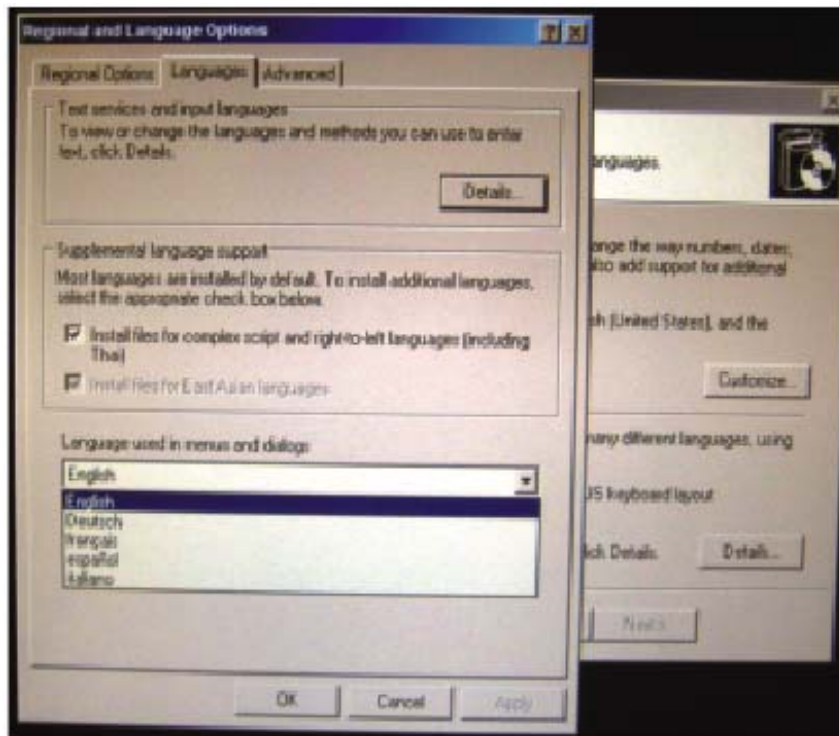 Regional and Language Options
Regional Options
Languages
Advanced
Text services and input languages
To view or change the languages and methods you can use to enter
text, click Details.
Details...
Supplemental language support
Most languages are installed by default. To install additional languages,
select the appropriate check box below.
Install files for complex script and right-to-left languages (including
Thai)
Install files for East Asian languages
Language used in menus and dialogs
English
English
Deutsch
français
español
italiano
OK
Cancel
Apply
anguages.
ange the way numbers, dates,
also add support for additional
sh (United States), and the
Customize...
many different languages, using
US keyboard layout
lick Details.
Details...
Next >